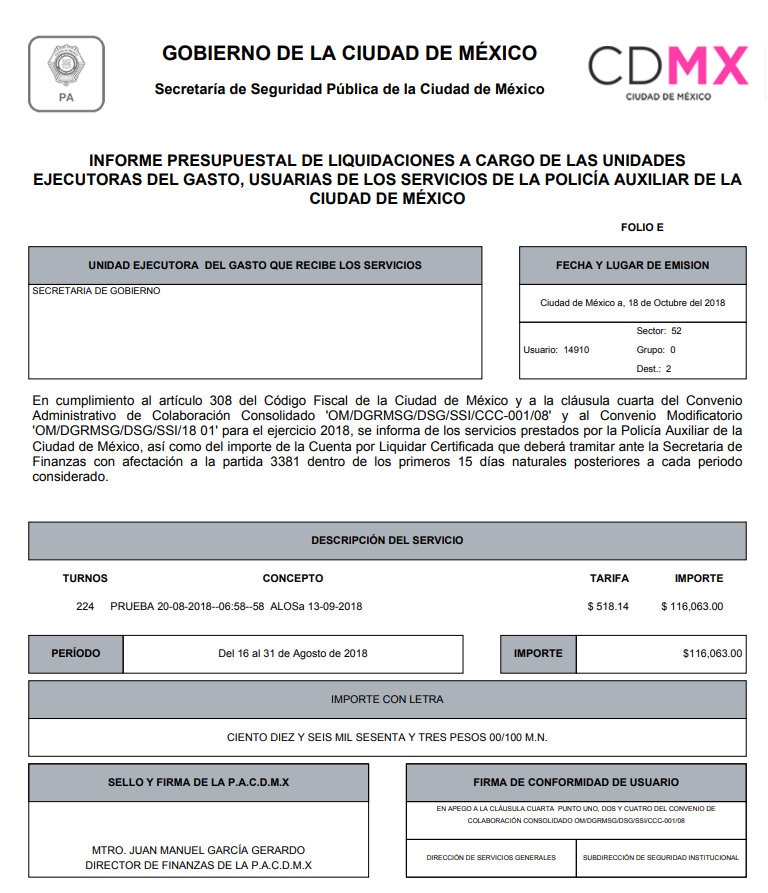 PA
GOBIERNO DE LA CIUDAD DE MÉXICO
Secretaría de Seguridad Pública de la Ciudad de México
CDMX
CIUDAD DE MÉXICO
INFORME PRESUPUESTAL DE LIQUIDACIONES A CARGO DE LAS UNIDADES
EJECUTORAS DEL GASTO, USUARIAS DE LOS SERVICIOS DE LA POLICÍA AUXILIAR DE LA
CIUDAD DE MÉXICO
FOLIO E
UNIDAD EJECUTORA DEL GASTO QUE RECIBE LOS SERVICIOS
SECRETARIA DE GOBIERNO
FECHA Y LUGAR DE EMISION
Ciudad de México a, 18 de Octubre del 2018
Sector: 52
Usuario: 14910 Grupo: 0
Dest.: 2
En cumplimiento al artículo 308 del Código Fiscal de la Ciudad de México y a la cláusula cuarta del Convenio
Administrativo de Colaboración Consolidado 'OM/DGRMSG/DSG/SSI/CCC-001/08' y al Convenio Modificatorio
'OM/DGRMSG/DSG/SSI/18 01' para el ejercicio 2018, se informa de los servicios prestados por la Policía Auxiliar de la
Ciudad de México, así como del importe de la Cuenta por Liquidar Certificada que deberá tramitar ante la Secretaria de
Finanzas con afectación a la partida 3381 dentro de los primeros 15 días naturales posteriores a cada periodo
considerado.
DESCRIPCIÓN DEL SERVICIO
TURNOS CONCEPTO TARIFA IMPORTE
224 PRUEBA 20-08-2018--06:58--58 ALOSa 13-09-2018 $ 518.14 $ 116,063.00
PERÍODO Del 16 al 31 de Agosto de 2018 IMPORTE $116,063.00
IMPORTE CON LETRA
CIENTO DIEZ Y SEIS MIL SESENTA Y TRES PESOS 00/100 M.N.
SELLO Y FIRMA DE LA P.A.C.D.M.X
MTRO. JUAN MANUEL GARCÍA GERARDO
DIRECTOR DE FINANZAS DE LA P.A.C.D.M.X
FIRMA DE CONFORMIDAD DE USUARIO
EN APEGO A LA CLÁUSULA CUARTA PUNTO UNO, DOS Y CUATRO DEL CONVENIO DE
COLABORACIÓN CONSOLIDADO OM/DGRMSG/DSG/SSI/CCC-001/08
DIRECCIÓN DE SERVICIOS GENERALES SUBDIRECCIÓN DE SEGURIDAD INSTITUCIONAL